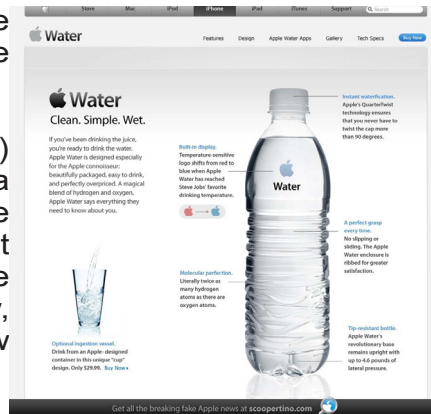 Store Mac iPod iPhone iPad iTunes Support Search
Water
Features Design Apple Water Apps Gallery Tech Specs Buy Now
Water
Clean. Simple. Wet.
If you've been drinking the juice,
you're ready to drink the water.
Apple Water is designed especially
for the Apple connoisseur:
beautifully packaged, easy to drink,
and perfectly overpriced. A magical
blend of hydrogen and oxygen,
Apple Water says everything they
need to know about you.
Optional ingestion vessel.
Drink from an Apple- designed
container in this unique "cup"
design. Only $29.99. Buy Now
Built-in display.
Temperature-sensitive
logo shifts from red to
blue when Apple
Water has reached
Steve Jobs' favorite
drinking temperature.
Molecular perfection.
Literally twice as
many hydrogen
atoms as there are
oxygen atoms.
Water
Instant waterfication.
Apple's QuarterTwist
technology ensures
that you never have to
twist the cap more
than 90 degrees.
A perfect grasp
every time.
No slipping or
sliding. The Apple
Water enclosure is
ribbed for greater
satisfaction.
Tip-resistant bottle.
Apple Water's
revolutionary base
remains upright with
up to 4.6 pounds of
lateral pressure.
Get all the breaking fake Apple news at scoopertino.com